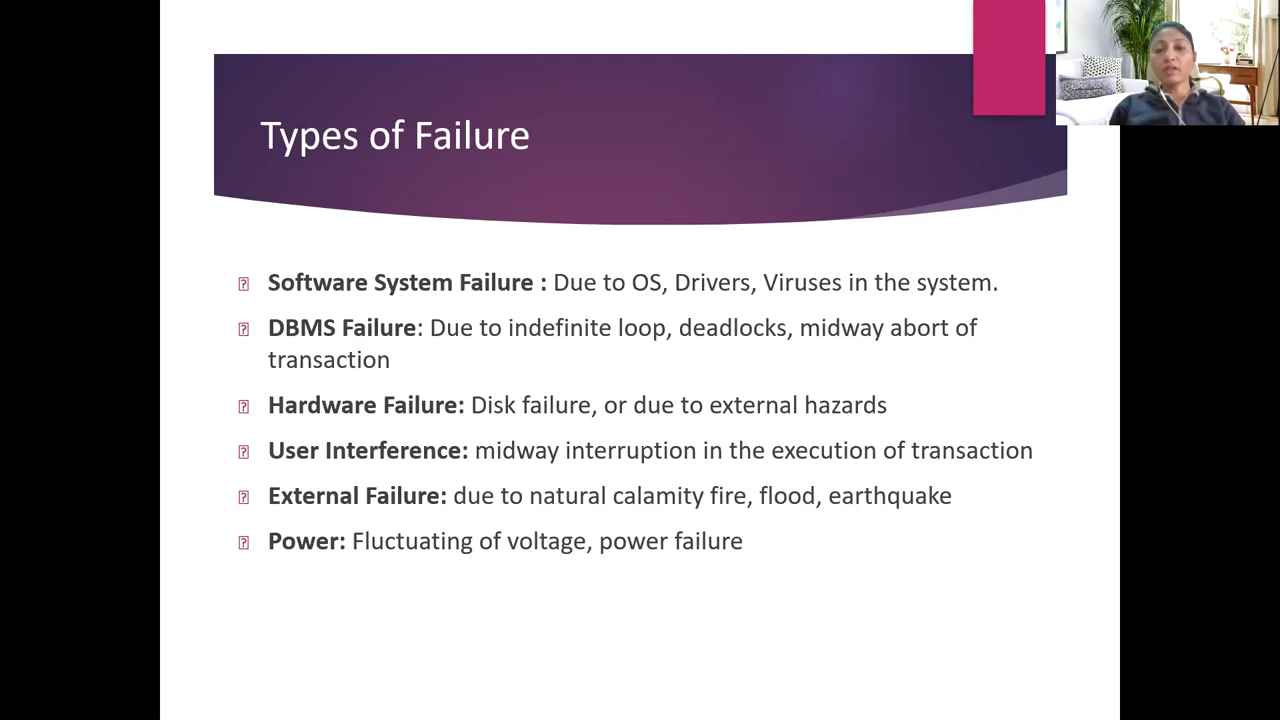 Types of Failure
Software System Failure : Due to OS, Drivers, Viruses in the system.
DBMS Failure: Due to indefinite loop, deadlocks, midway abort of
transaction
Hardware Failure: Disk failure, or due to external hazards
User Interference: midway interruption in the execution of transaction
External Failure: due to natural calamity fire, flood, earthquake
Power: Fluctuating of voltage, power failure